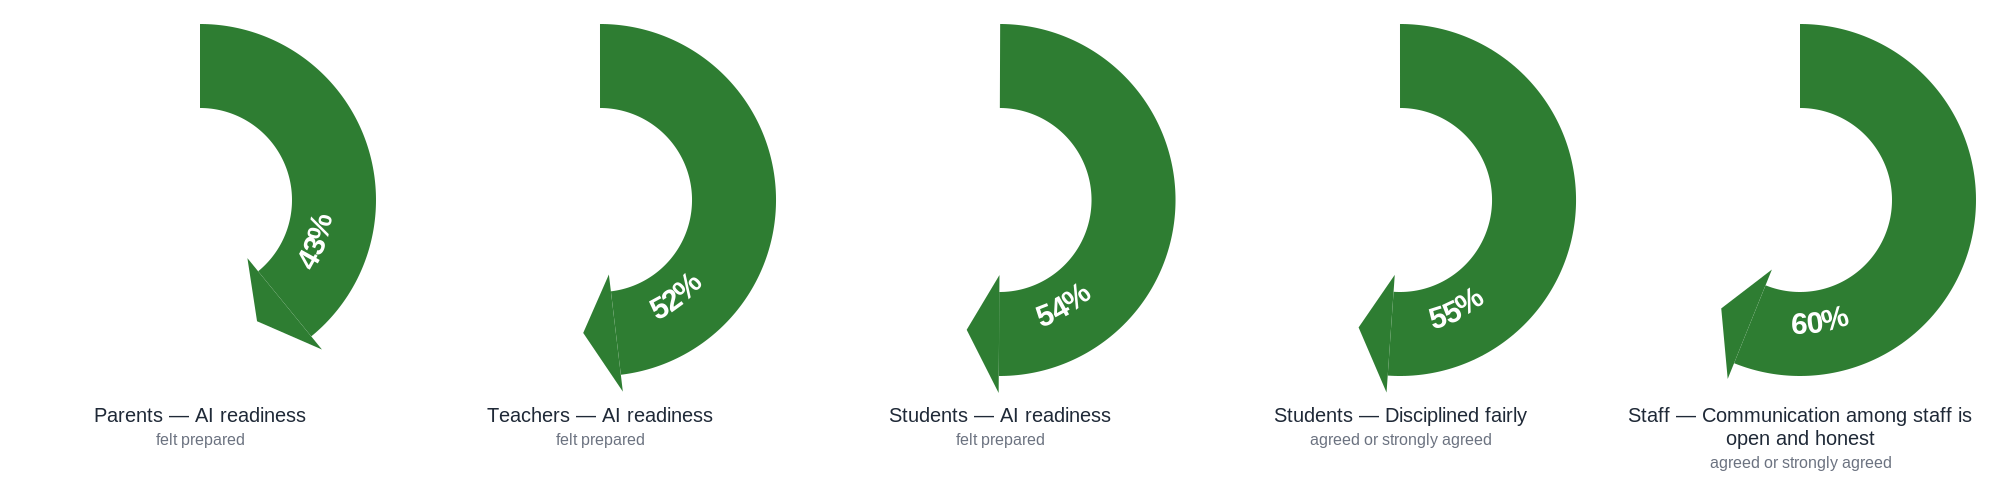 43%
52%
54%
55%
60%
Parents — AI readiness
felt prepared
Teachers — AI readiness
felt prepared
Students — AI readiness
felt prepared
Students — Disciplined fairly
agreed or strongly agreed
Staff — Communication among staff is
open and honest
agreed or strongly agreed